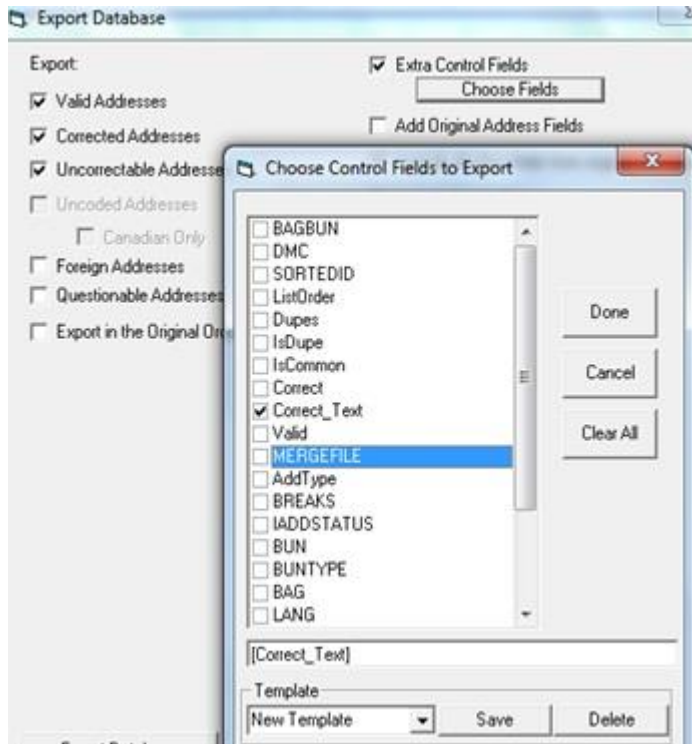 Export Database
Export:
Valid Addresses
Corrected Addresses
Uncorrectable Addresse
Uncoded Addresses
Canadian Only
Foreign Addresses
Questionable Addresses
Export in the Original Or
Extra Control Fields
Choose Fields
Add Original Address Fields
Choose Control Fields to Export
BAGBUN
DMC
SORTEDID
ListOrder
Dupes
IsDupe
IsCommon
Correct
Correct_Text
Valid
MERGEFILE
AddType
BREAKS
IADDSTATUS
BUN
BUNTYPE
BAG
LANG
Done
Cancel
Clear All
[Correct_Text]
Template
New Template
Save
Delete